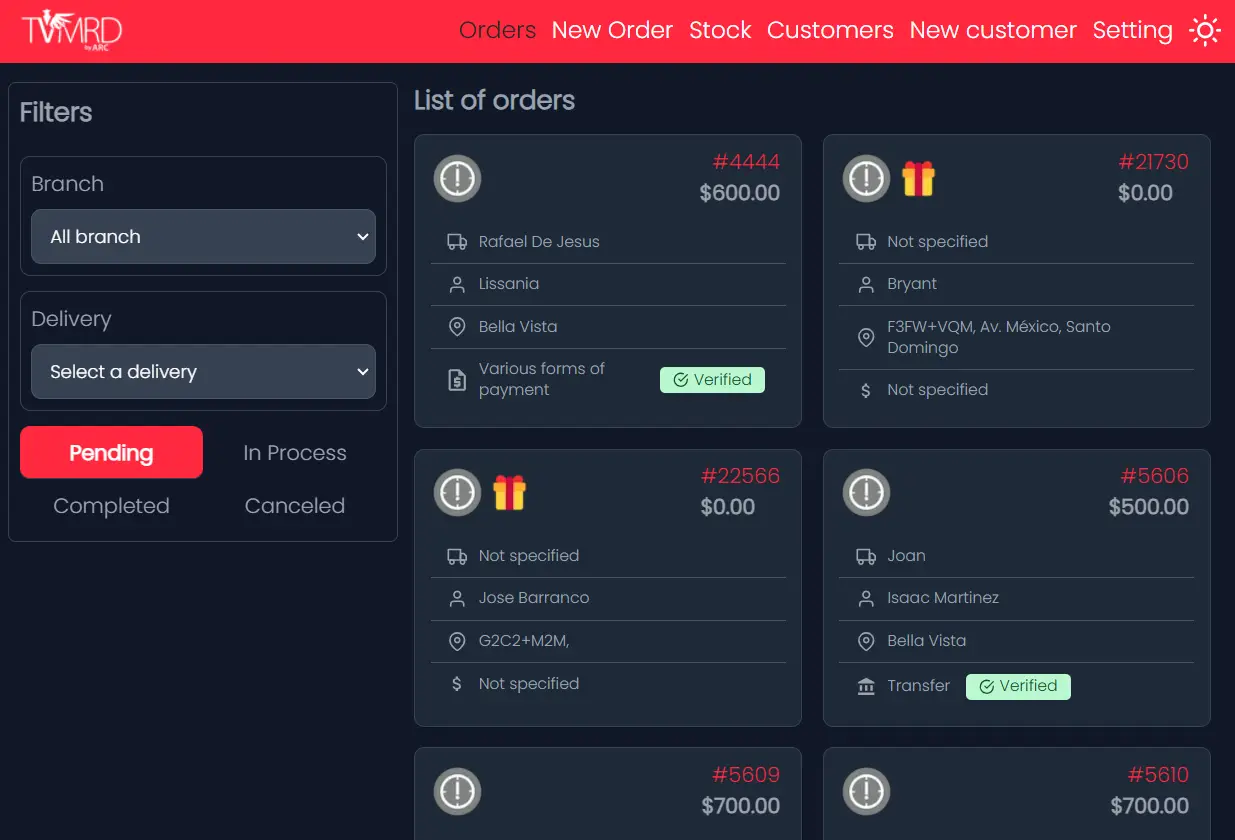 TVMRD
by ARC
Orders New Order Stock Customers New customer Setting
Filters
Branch
All branch
Delivery
Select a delivery
Pending
In Process
Completed
Canceled
List of orders
#4444
$600.00
Rafael De Jesus
Lissania
Bella Vista
Various forms of
payment
Verified
#21730
$0.00
Not specified
Bryant
F3FW+VQM, Av. México, Santo
Domingo
$ Not specified
#22566
$0.00
Not specified
Jose Barranco
G2C2+M2M,
$ Not specified
#5606
$500.00
Joan
Isaac Martinez
Bella Vista
Transfer
Verified
#5609
$700.00
#5610
$700.00